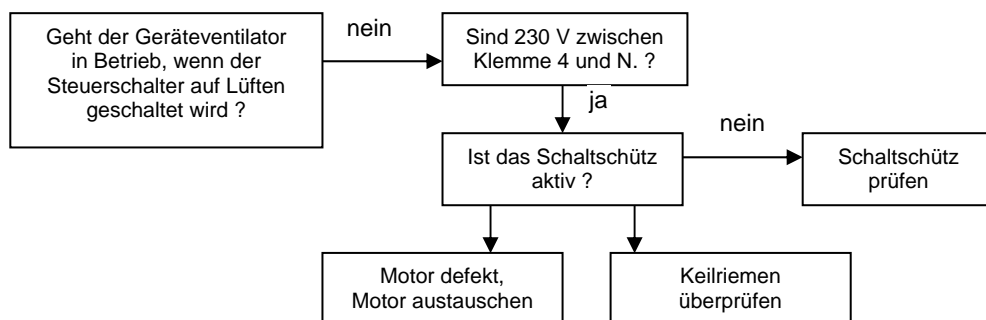 Geht der Geräteventilator
in Betrieb, wenn der
Steuerschalter auf Lüften
geschaltet wird ?
nein
Sind 230 V zwischen
Klemme 4 und N. ?
ja
Ist das Schaltschütz
aktiv ?
nein
Schaltschütz
prüfen
Motor defekt,
Motor austauschen
Keilriemen
überprüfen